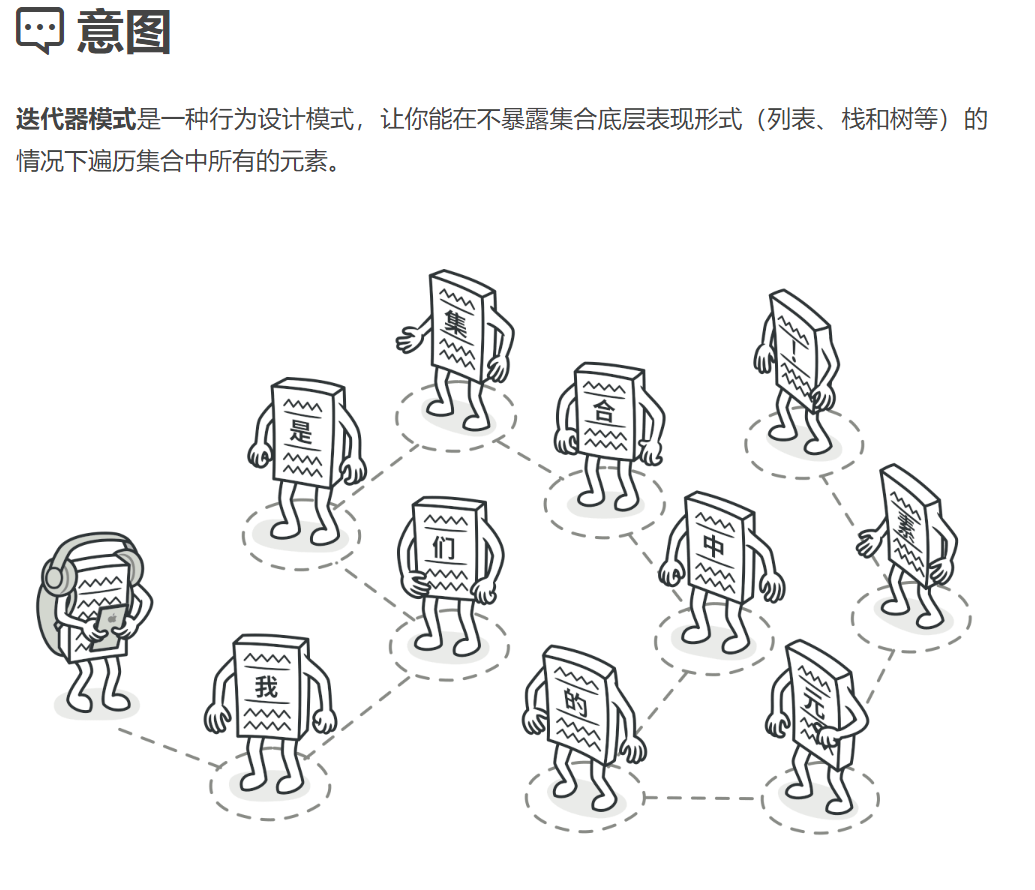 意图
迭代器模式是一种行为设计模式，让你能在不暴露集合底层表现形式（列表、栈和树等）的
情况下遍历集合中所有的元素。
我
们
是
集
合
中
的
元
素
！